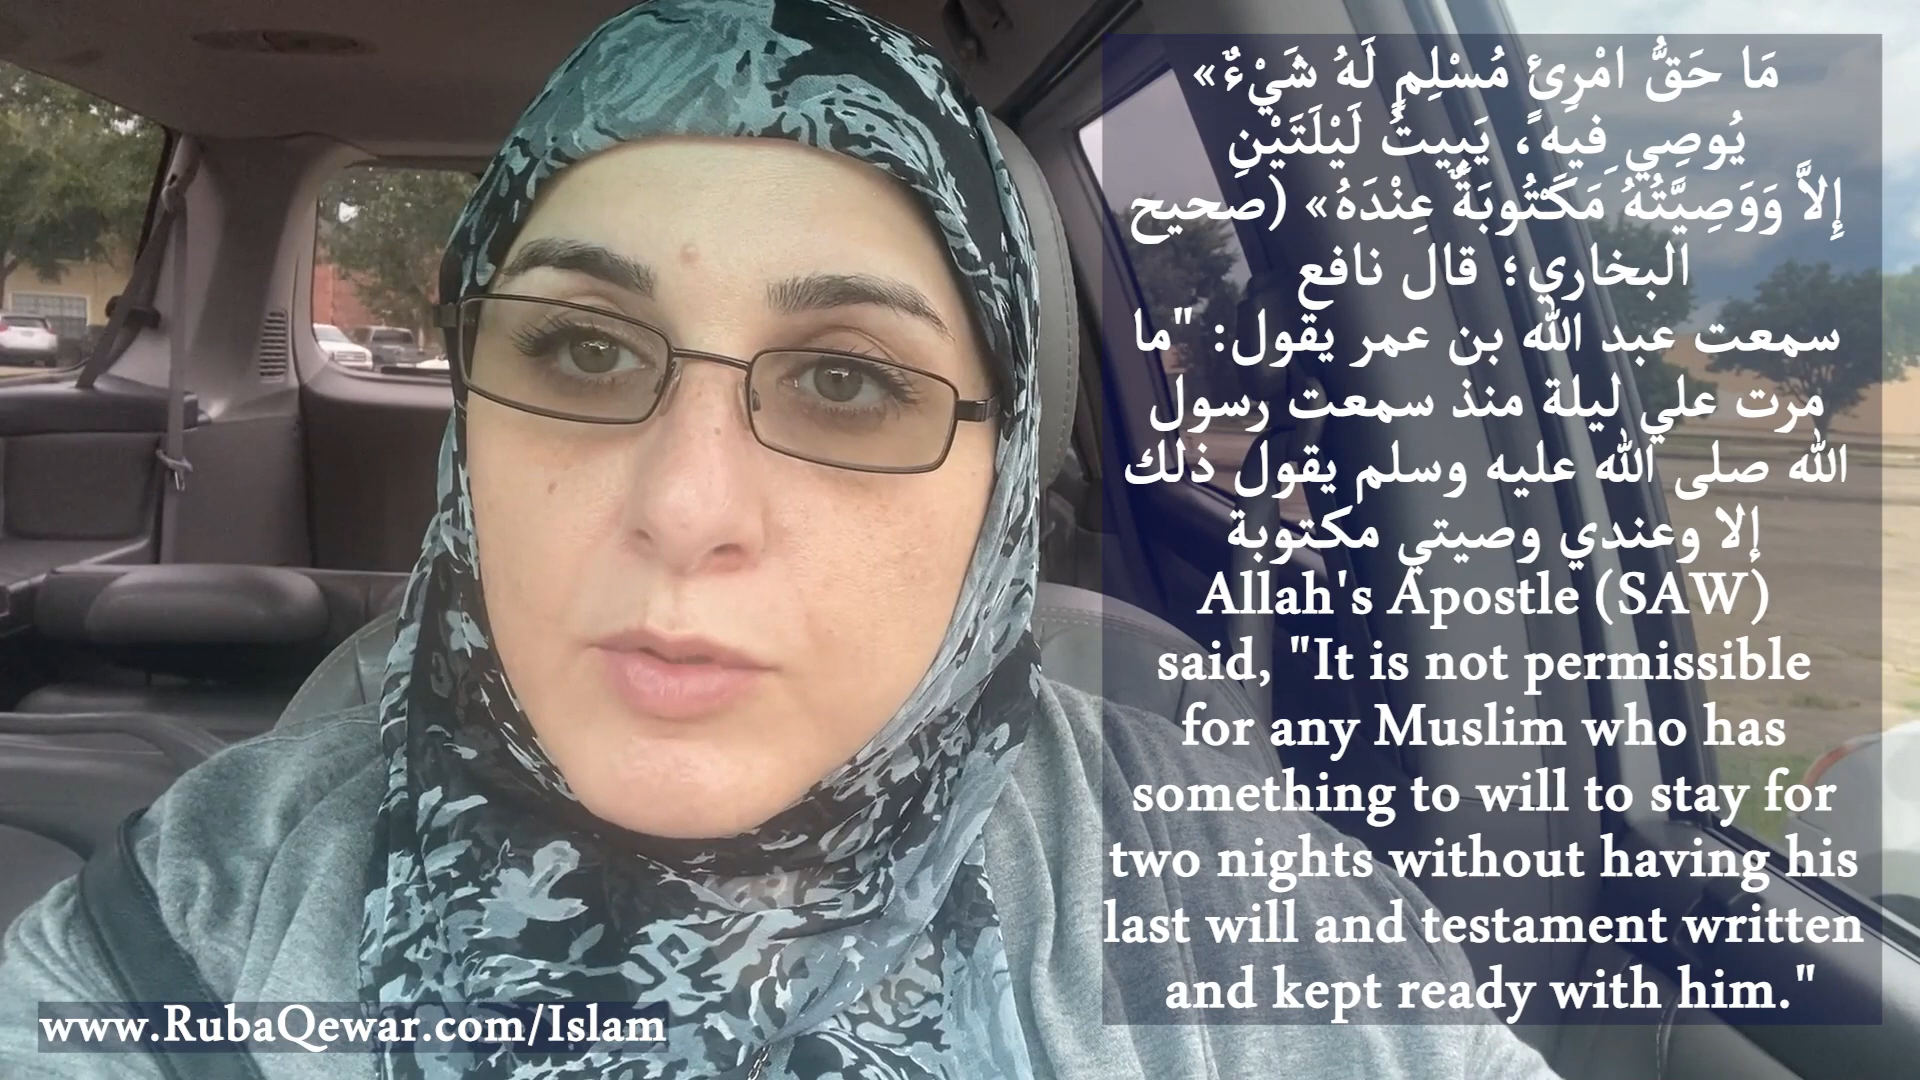 مَا حَقُّ امْرِئٍ مُسْلِمٍ لَهُ شَيْءٌ»
يُوصِي فِيهِ، يَبِيتُ لَيْلَتَيْنِ
إِلاَّ وَوَصِيَّتُهُ مَكْتُوبَةٌ عِنْدَهُ» (صحيح
البخاري؛ قال نافع
سمعت عبد الله بن عمر يقول: "ما
مرت علي ليلة منذ سمعت رسول
الله صلى الله عليه وسلم يقول ذلك
إلا وعندي وصيتي مكتوبة
Allah's Apostle (SAW)
said, "It is not permissible
for any Muslim who has
something to will to stay for
two nights without having his
last will and testament written
and kept ready with him."
www.RubaQewar.com/Islam